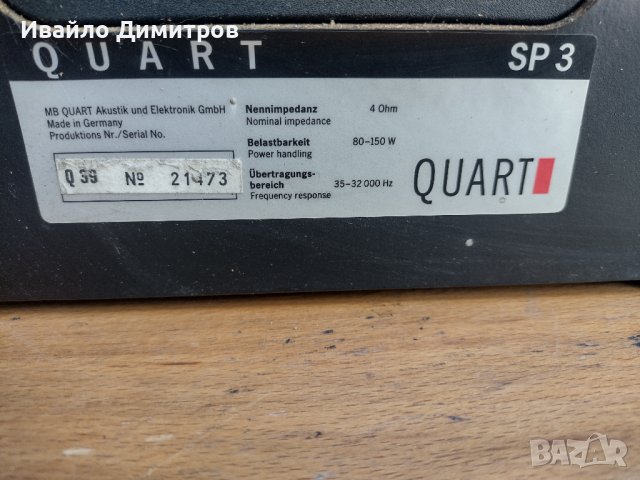 Ивайло Димитров
QUART SP 3
MB QUART Akustik und Elektronik GmbH
Made in Germany
Produktions Nr./Serial No.
Q 39 № 21473
Nennimpedanz 4 Ohm
Nominal impedance
Belastbarkeit 80–150 W
Power handling
Übertragungs-
bereich 35–32 000 Hz
Frequency response
QUART
bazar